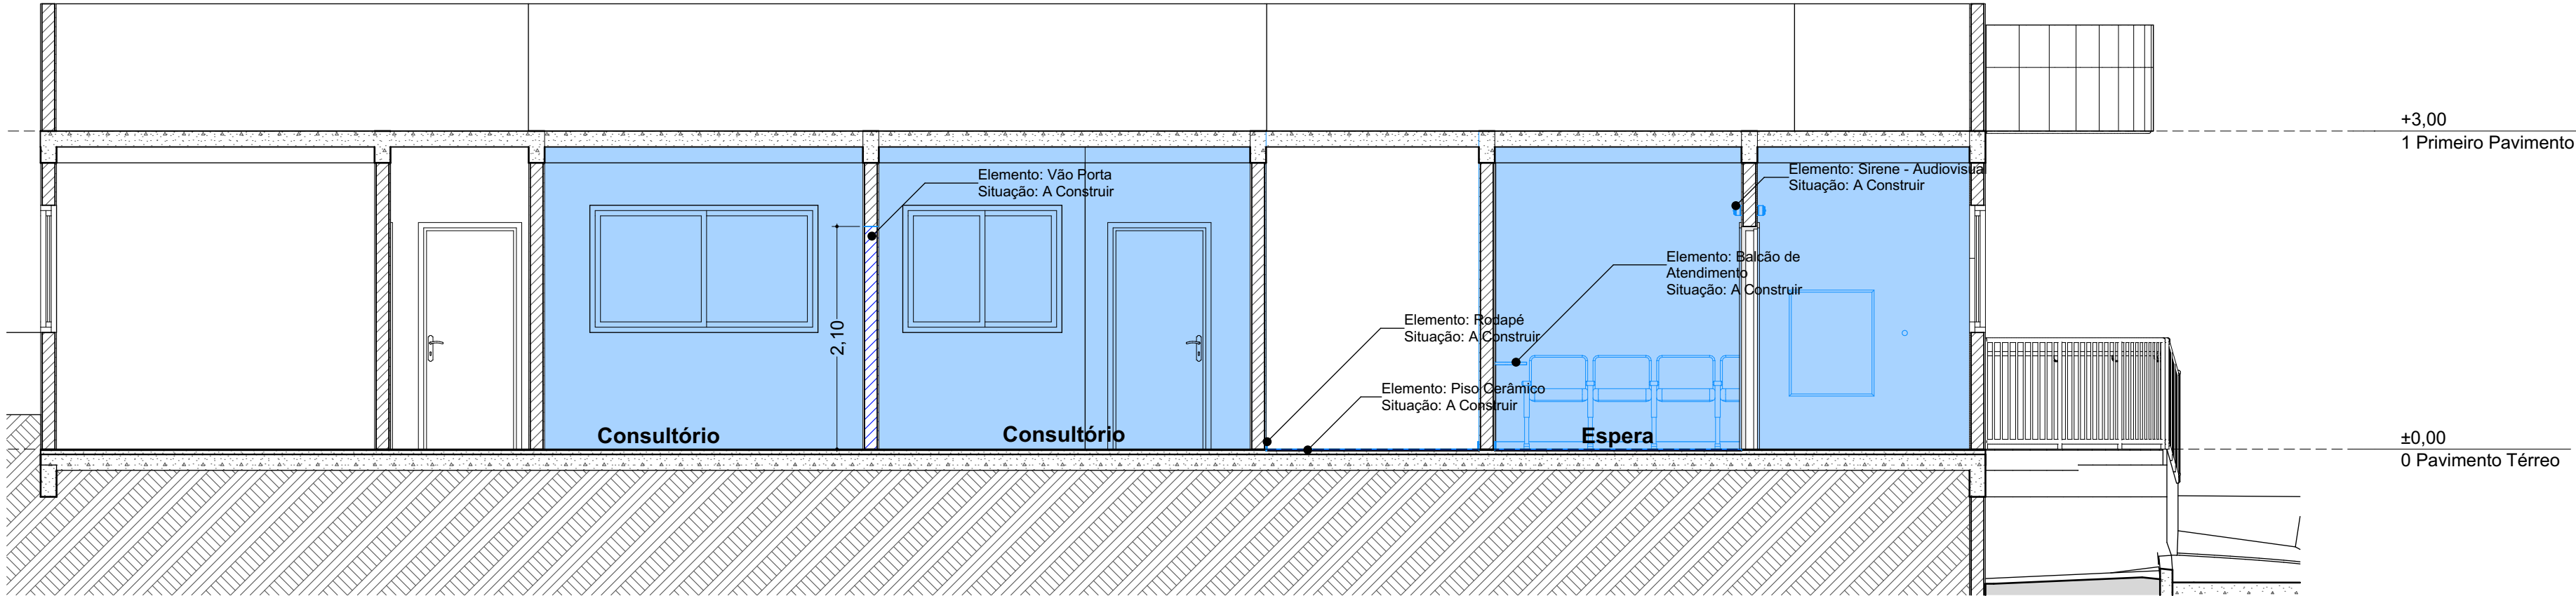 +3,00
1 Primeiro Pavimento
Elemento: Vão Porta
Situação: A Construir
Elemento: Sirene - Audiovisual
Situação: A Construir
Elemento: Balcão de
Atendimento
Situação: A Construir
2,10
Elemento: Rodapé
Situação: A Construir
Elemento: Piso Cerâmico
Situação: A Construir
Consultório
Consultório
Espera
±0,00
0 Pavimento Térreo